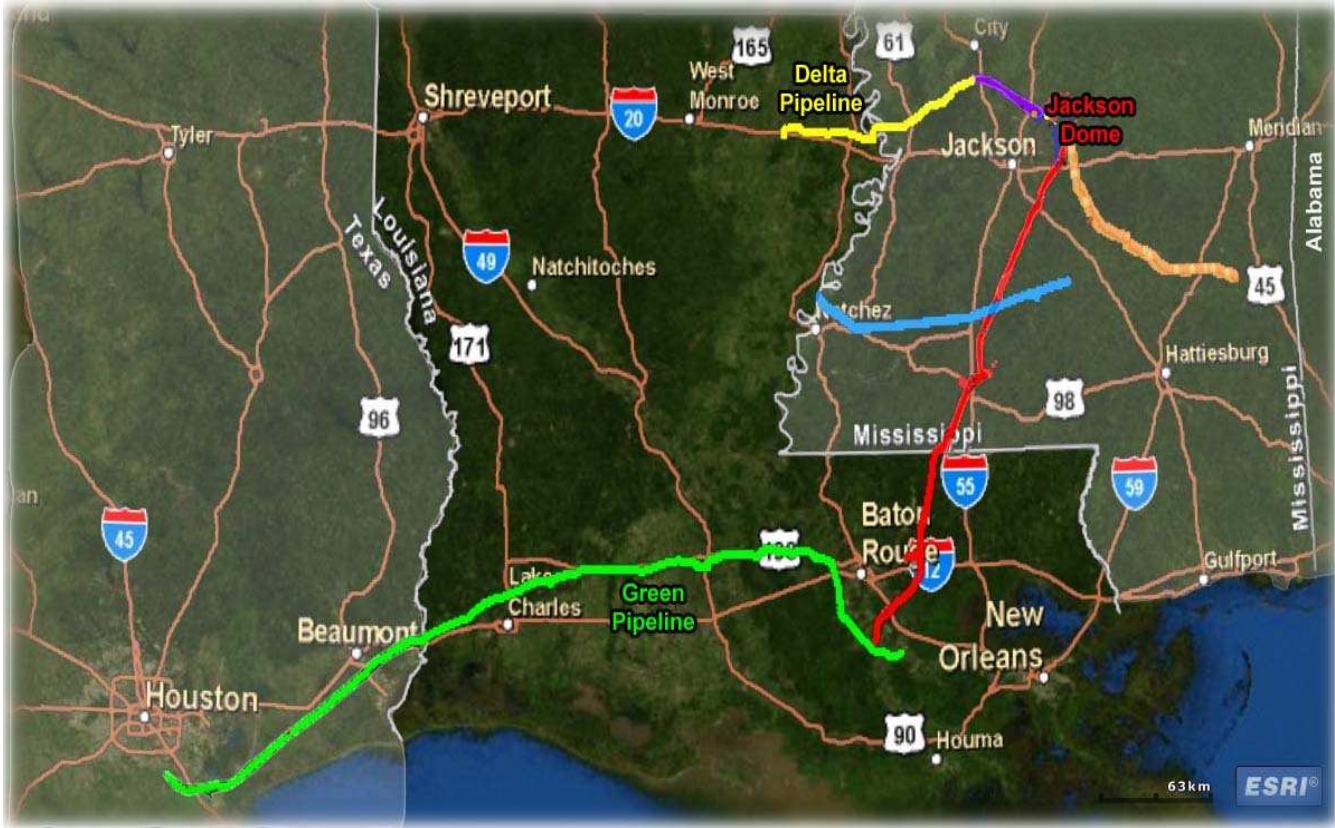 City
165
61
West
Monroe
Delta
Pipeline
Shreveport
20
Jackson
Dome
Tyler
Jackson
Meridian
Alabama
Louisiana
Texas
49
Natchitoches
45
171
Hattiesburg
96
98
Mississippi
Mississippi
55
59
45
Baton
Rouge
12
Gulfport
Lake
Charles
Green
Pipeline
New
Orleans
Beaumont
Houston
90
Houma
63km
ESRI®